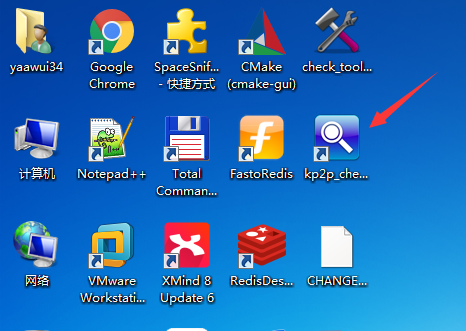 yaawui34
Google
Chrome
SpaceSnif...
- 快捷方式
CMake
(cmake-gui)
check_tool...
计算机
Notepad++
Total
Comman...
FastoRedis
kp2p_che...
网络
VMware
Workstati...
XMind 8
Update 6
RedisDes...
CHANGE...